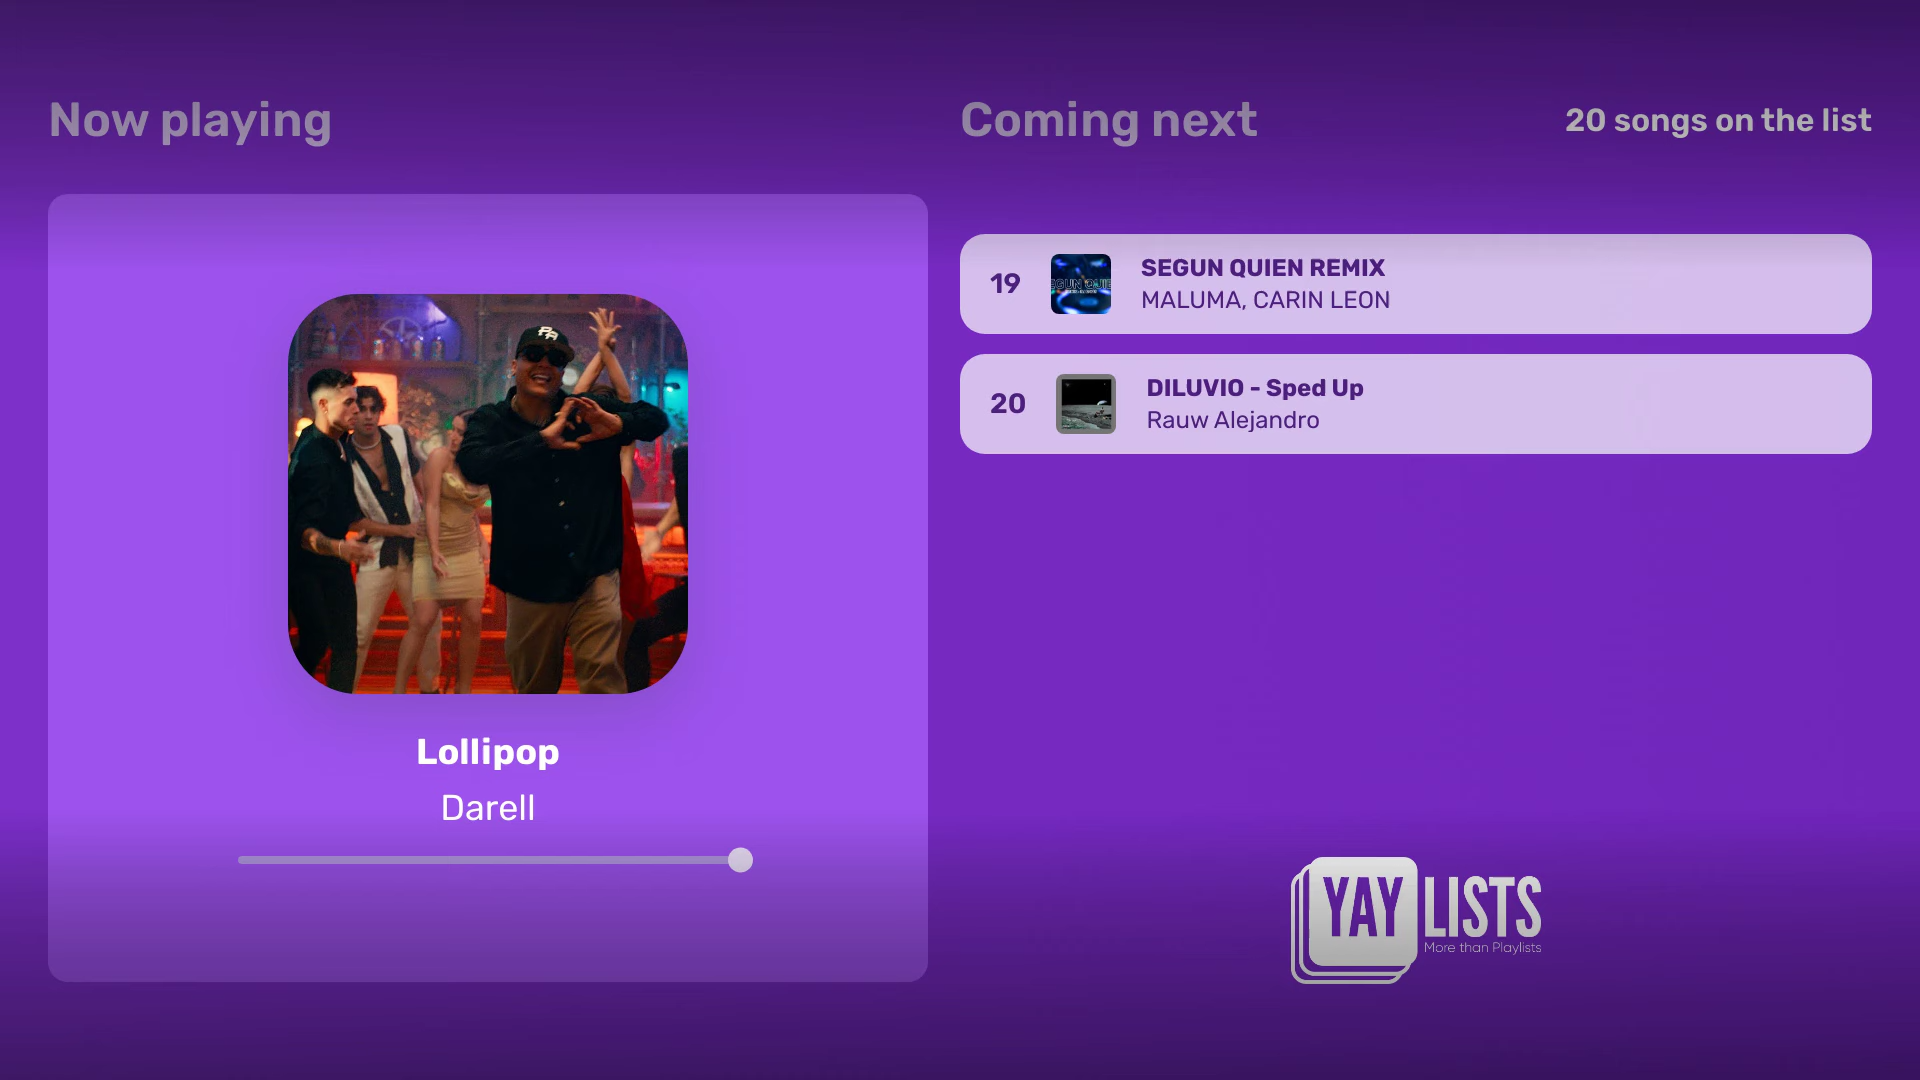 Now playing
Lollipop
Darell
Coming next
20 songs on the list
19
SEGUN QUIEN REMIX
MALUMA, CARIN LEON
20
DILUVIO - Sped Up
Rauw Alejandro
YAY LISTS
More than Playlists